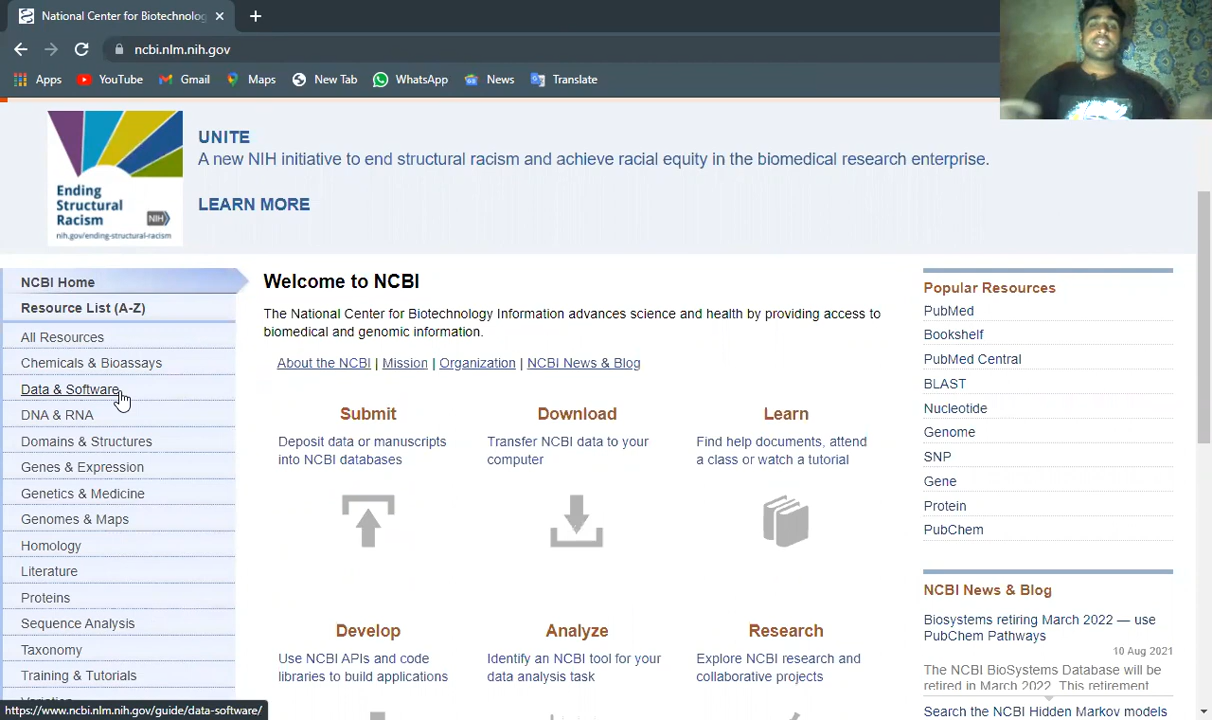 National Center for Biotechnolog
ncbi.nlm.nih.gov
Apps
YouTube
Gmail
Maps
New Tab
WhatsApp
News
Translate
Ending
Structural
Racism
NIH
nih.gov/ending-structural-racism
UNITE
A new NIH initiative to end structural racism and achieve racial equity in the biomedical research enterprise.
LEARN MORE
NCBI Home
Resource List (A-Z)
All Resources
Chemicals & Bioassays
Data & Software
DNA & RNA
Domains & Structures
Genes & Expression
Genetics & Medicine
Genomes & Maps
Homology
Literature
Proteins
Sequence Analysis
Taxonomy
Training & Tutorials
https://www.ncbi.nlm.nih.gov/guide/data-software/
Welcome to NCBI
The National Center for Biotechnology Information advances science and health by providing access to
biomedical and genomic information.
About the NCBI | Mission | Organization | NCBI News & Blog
Submit
Deposit data or manuscripts
into NCBI databases
Download
Transfer NCBI data to your
computer
Learn
Find help documents, attend
a class or watch a tutorial
Develop
Use NCBI APIs and code
libraries to build applications
Analyze
Identify an NCBI tool for your
data analysis task
Research
Explore NCBI research and
collaborative projects
Popular Resources
PubMed
Bookshelf
PubMed Central
BLAST
Nucleotide
Genome
SNP
Gene
Protein
PubChem
NCBI News & Blog
Biosystems retiring March 2022 — use
PubChem Pathways
10 Aug 2021
The NCBI BioSystems Database will be
retired in March 2022. This retirement
Search the NCBI Hidden Markov models